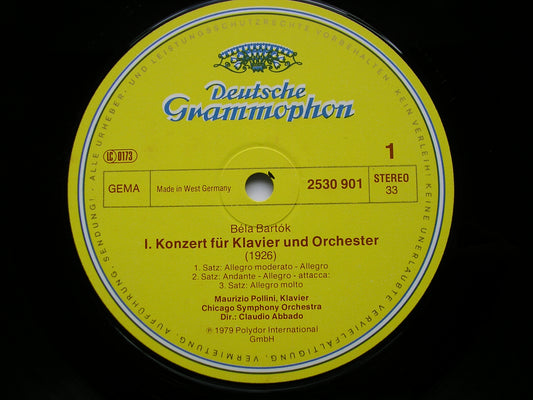 Deutsche
Grammophon
LC 0173
1
GEMA
Made in West Germany
2530 901
STEREO
33
Béla Bartók
I. Konzert für Klavier und Orchester
(1926)
1. Satz: Allegro moderato - Allegro
2. Satz: Andante - Allegro - attacca:
3. Satz: Allegro molto
Maurizio Pollini, Klavier
Chicago Symphony Orchestra
Dir.: Claudio Abbado
℗ 1979 Polydor International
GmbH
· ALLE URHEBER- UND LEISTUNGSSCHUTZRECHTE VORBEHALTEN · KEIN VERLEIH! KEINE UNERLAUBTE VERVIELFÄLTIGUNG, VERMIETUNG, AUFFÜHRUNG, SENDUNG!